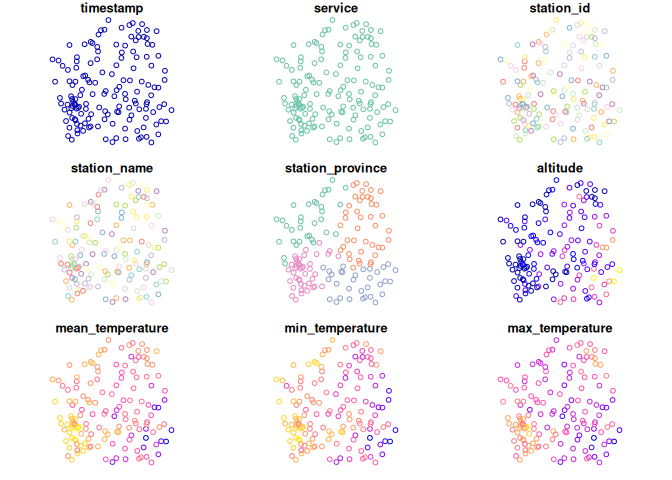 timestamp
service
station_id
station_name
station_province
altitude
mean_temperature
min_temperature
max_temperature